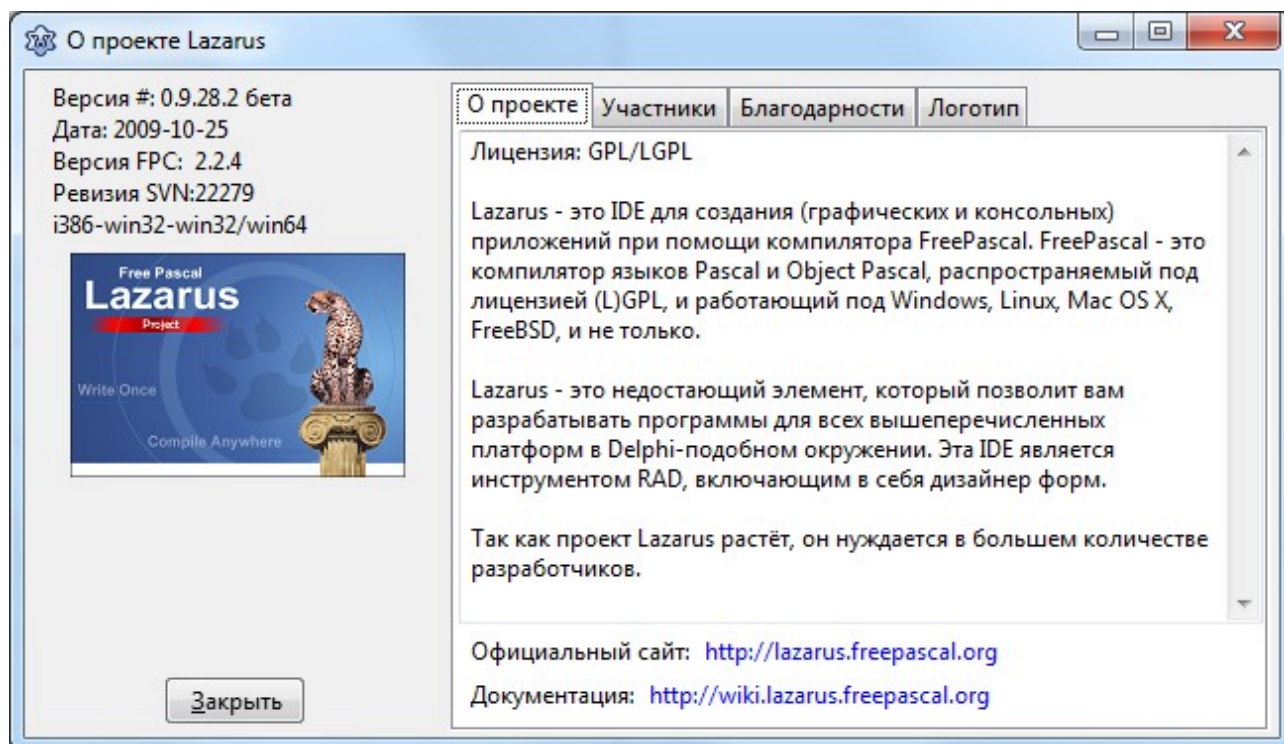 О проекте Lazarus
Версия #: 0.9.28.2 бета
Дата: 2009-10-25
Версия FPC: 2.2.4
Ревизия SVN:22279
i386-win32-win32/win64
Free Pascal
Lazarus
Project
Write Once
Compile Anywhere
Закрыть
О проекте Участники Благодарности Логотип
Лицензия: GPL/LGPL
Lazarus - это IDE для создания (графических и консольных)
приложений при помощи компилятора FreePascal. FreePascal - это
компилятор языков Pascal и Object Pascal, распространяемый под
лицензией (L)GPL, и работающий под Windows, Linux, Mac OS X,
FreeBSD, и не только.
Lazarus - это недостающий элемент, который позволит вам
разрабатывать программы для всех вышеперечисленных
платформ в Delphi-подобном окружении. Эта IDE является
инструментом RAD, включающим в себя дизайнер форм.
Так как проект Lazarus растёт, он нуждается в большем количестве
разработчиков.
Официальный сайт: http://lazarus.freepascal.org
Документация: http://wiki.lazarus.freepascal.org